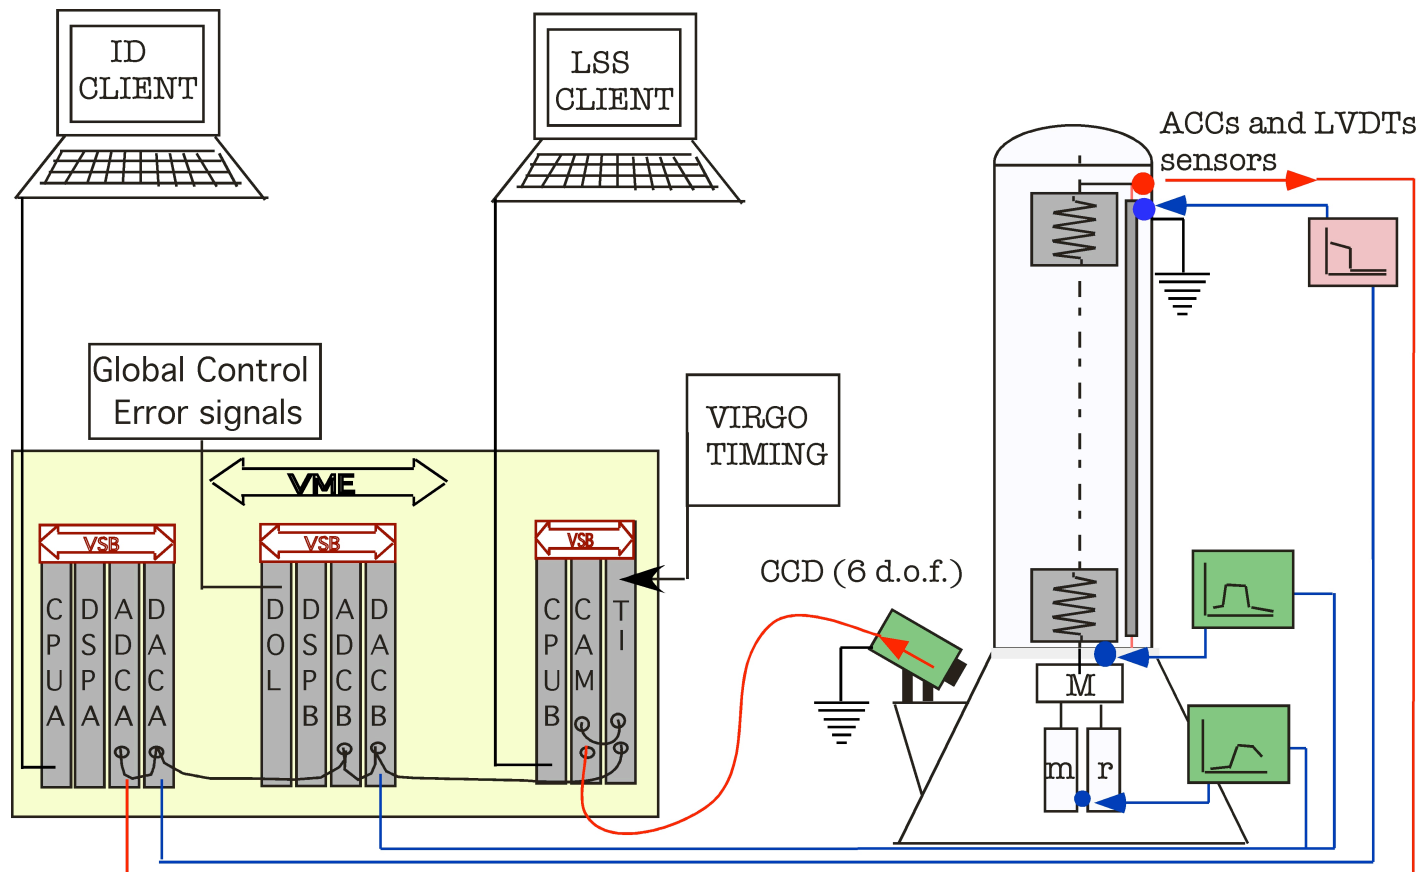 ID
CLIENT
LSS
CLIENT
ACCs and LVDTs
sensors
Global Control
Error signals
VIRGO
TIMING
VME
VSB
VSB
VSB
CCD (6 d.o.f.)
CPUA
DSPA
ADCA
DACA
DOL
DSPB
ADCB
DACB
CPUB
CAM
TI
M
m
r